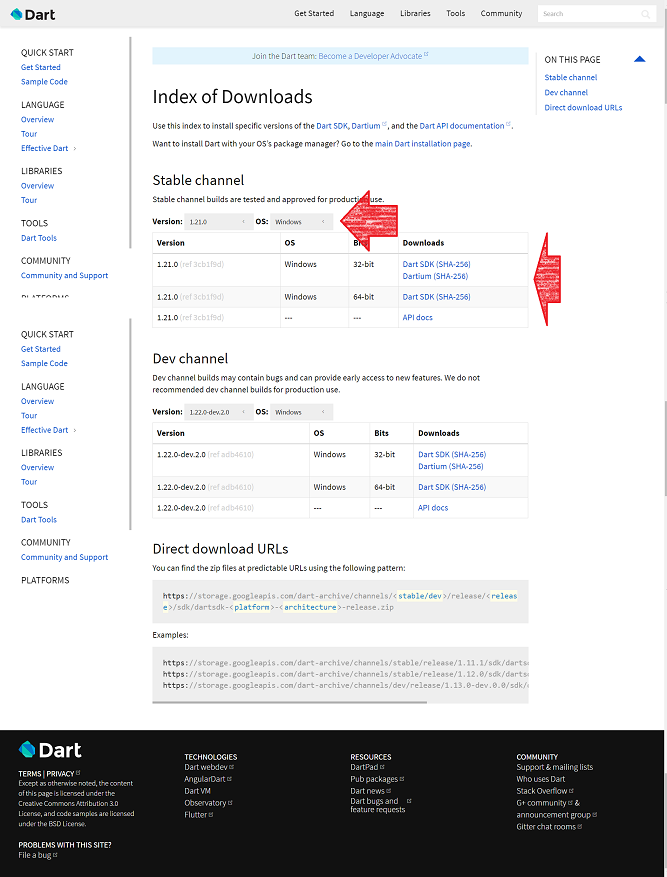 Dart
Get Started Language Libraries Tools Community Search
QUICK START
Get Started
Sample Code
LANGUAGE
Overview
Tour
Effective Dart
LIBRARIES
Overview
Tour
TOOLS
Dart Tools
COMMUNITY
Community and Support
QUICK START
Get Started
Sample Code
LANGUAGE
Overview
Tour
Effective Dart
LIBRARIES
Overview
Tour
TOOLS
Dart Tools
COMMUNITY
Community and Support
PLATFORMS
Join the Dart team: Become a Developer Advocate
Index of Downloads
Use this index to install specific versions of the Dart SDK, Dartium, and the Dart API documentation.
Want to install Dart with your OS's package manager? Go to the main Dart installation page.
Stable channel
Stable channel builds are tested and approved for production use.
Version: 1.21.0 OS: Windows
Version OS Downloads
1.21.0 (ref 3cb1f9d) Windows 32-bit Dart SDK (SHA-256)
Dartium (SHA-256)
1.21.0 (ref 3cb1f9d) Windows 64-bit Dart SDK (SHA-256)
1.21.0 (ref 3cb1f9d) --- --- API docs
Dev channel
Dev channel builds may contain bugs and can provide early access to new features. We do not
recommended dev channel builds for production use.
Version: 1.22.0-dev.2.0 OS: Windows
Version OS Bits Downloads
1.22.0-dev.2.0 (ref adb4610) Windows 32-bit Dart SDK (SHA-256)
Dartium (SHA-256)
1.22.0-dev.2.0 (ref adb4610) Windows 64-bit Dart SDK (SHA-256)
1.22.0-dev.2.0 (ref adb4610) --- --- API docs
Direct download URLs
You can find the zip files at predictable URLs using the following pattern:
https://storage.googleapis.com/dart-archive/channels/<stable/dev>/release/<releas
e>/sdk/dartsdk-<platform>-<architecture>-release.zip
Examples:
https://storage.googleapis.com/dart-archive/channels/stable/release/1.11.1/sdk/darts
https://storage.googleapis.com/dart-archive/channels/stable/release/1.12.0/sdk/darts
https://storage.googleapis.com/dart-archive/channels/dev/release/1.13.0-dev.0.0/sdk/
ON THIS PAGE
Stable channel
Dev channel
Direct download URLs
Dart
TERMS | PRIVACY
Except as otherwise noted, the content
of this page is licensed under the
Creative Commons Attribution 3.0
License, and code samples are licensed
under the BSD License.
PROBLEMS WITH THIS SITE?
File a bug
TECHNOLOGIES
Dart webdev
AngularDart
Dart VM
Observatory
Flutter
RESOURCES
DartPad
Pub packages
Dart news
Dart bugs and
feature requests
COMMUNITY
Support & mailing lists
Who uses Dart
Stack Overflow
G+ community &
announcement group
Gitter chat rooms